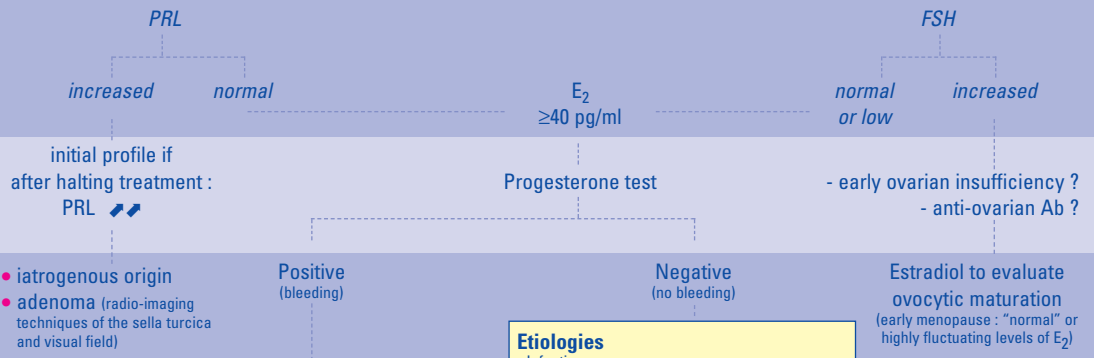 PRL
FSH
increased
normal
E₂
≥40 pg/ml
normal
or low
increased
initial profile if
after halting treatment :
PRL ⬈⬈
Progesterone test
- early ovarian insufficiency ?
- anti-ovarian Ab ?
• iatrogenous origin
• adenoma (radio-imaging
techniques of the sella turcica
and visual field)
Positive
(bleeding)
Negative
(no bleeding)
Estradiol to evaluate
ovocytic maturation
(early menopause : “normal” or
highly fluctuating levels of E₂)
Etiologies